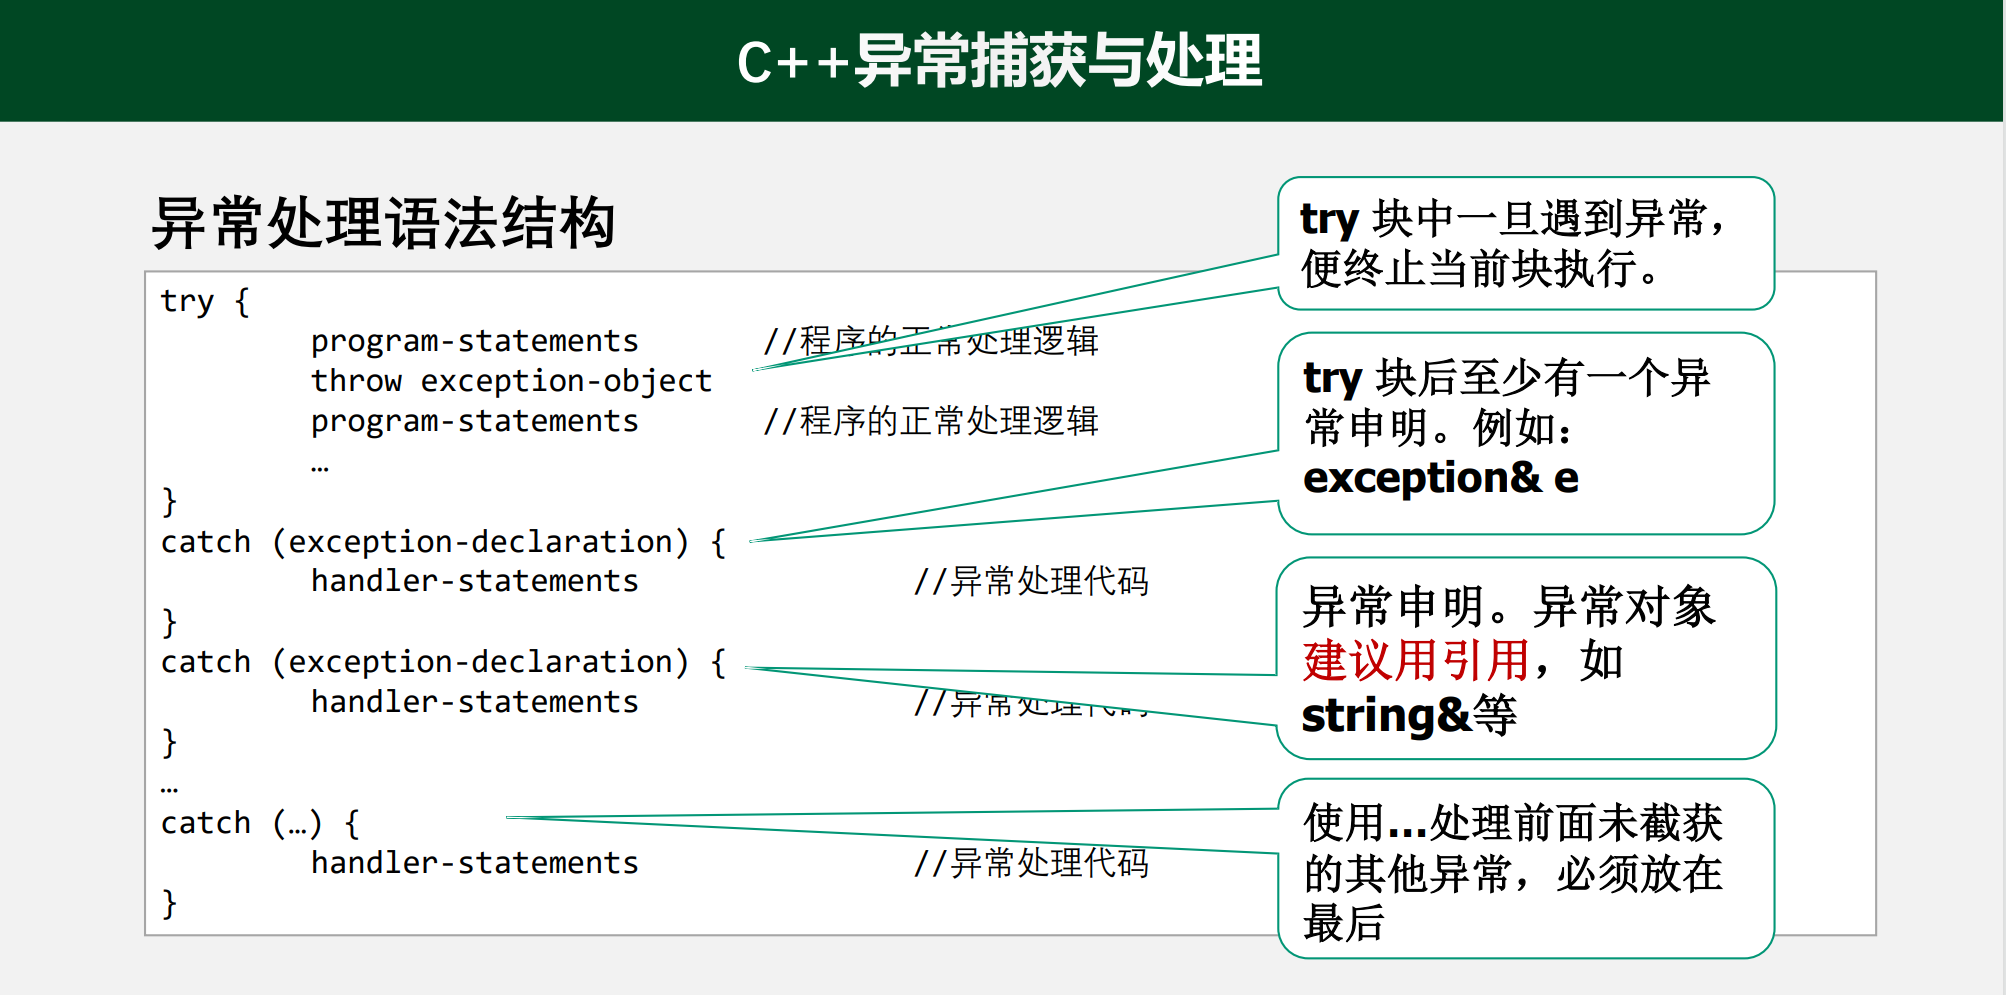 C++异常捕获与处理
异常处理语法结构
try {
program-statements //程序的正常处理逻辑
throw exception-object
program-statements //程序的正常处理逻辑
…
}
catch (exception-declaration) {
handler-statements //异常处理代码
}
catch (exception-declaration) {
handler-statements //异常处理代码
}
…
catch (…) {
handler-statements //异常处理代码
}
try 块中一旦遇到异常，
便终止当前块执行。
try 块后至少有一个异
常申明。例如：
exception& e
异常申明。异常对象
建议用引用，如
string&等
使用…处理前面未截获
的其他异常，必须放在
最后